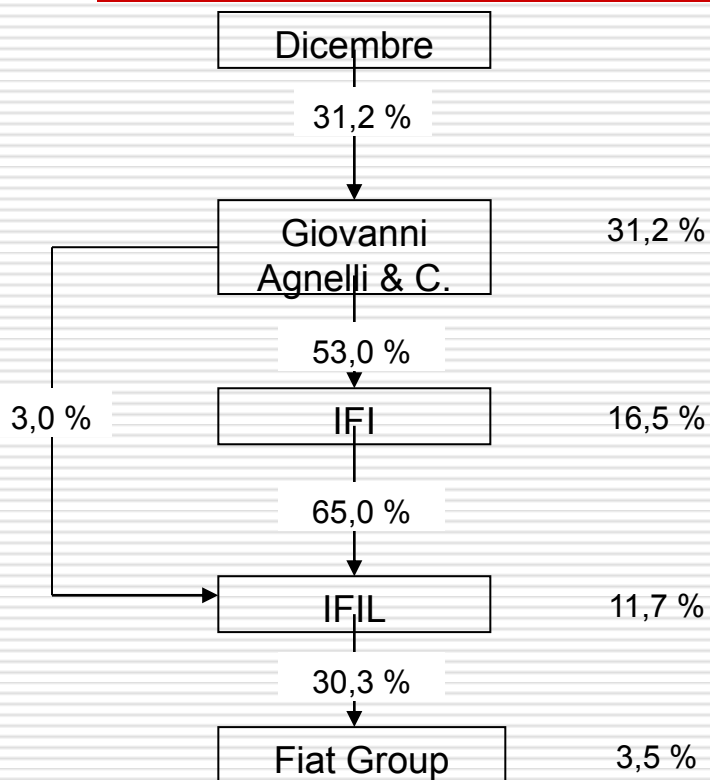 Dicembre
31,2 %
Giovanni
Agnelli & C.
31,2 %
53,0 %
3,0 %
IFI
16,5 %
65,0 %
IFIL
11,7 %
30,3 %
Fiat Group
3,5 %